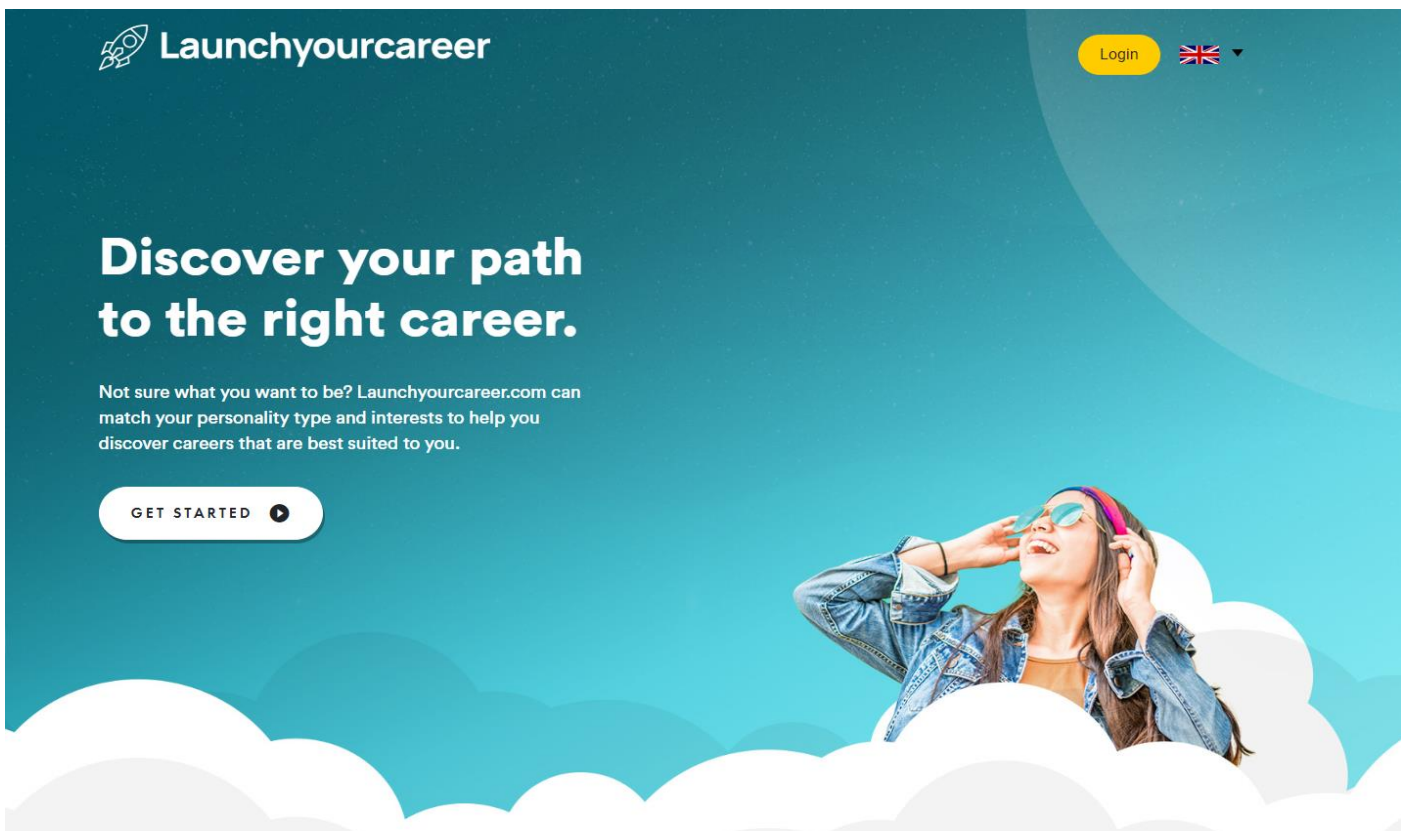 Launchyourcareer
Login
Discover your path
to the right career.
Not sure what you want to be? Launchyourcareer.com can
match your personality type and interests to help you
discover careers that are best suited to you.
GET STARTED